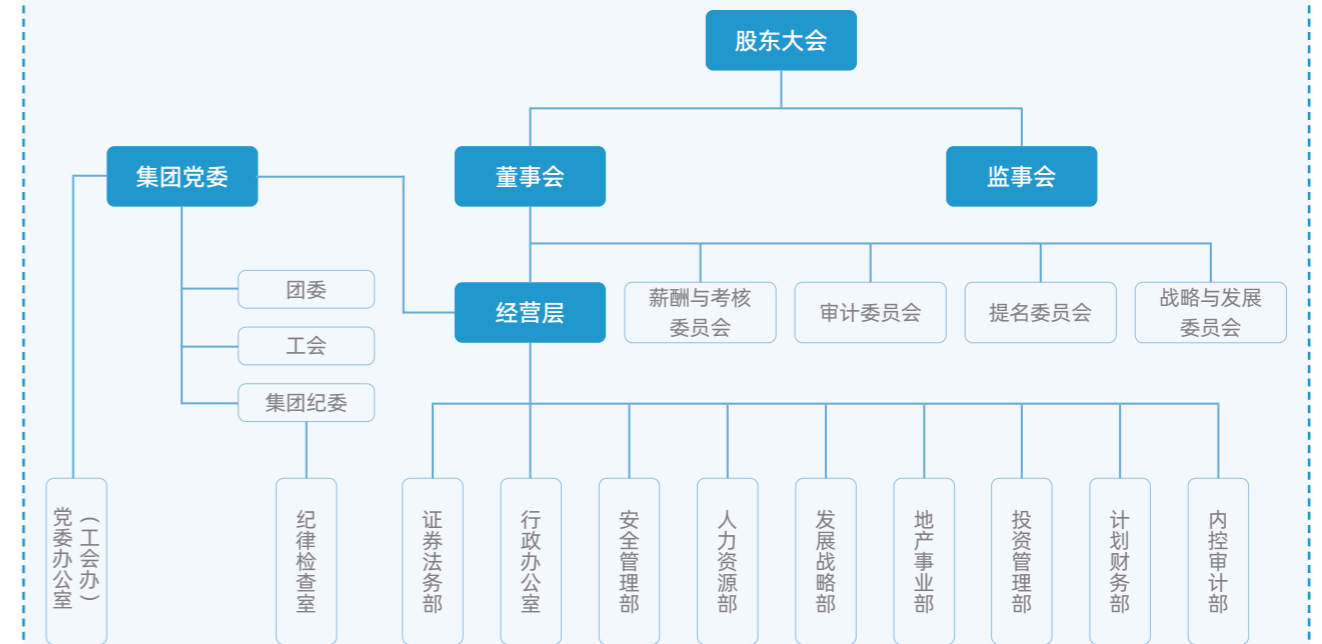 股东大会
集团党委
董事会
监事会
团委
工会
集团纪委
经营层
薪酬与考核
委员会
审计委员会
提名委员会
战略与发展
委员会
党委办公室
（工会办）
纪律检查室
证券法务部
行政办公室
安全管理部
人力资源部
发展战略部
地产事业部
投资管理部
计划财务部
内控审计部